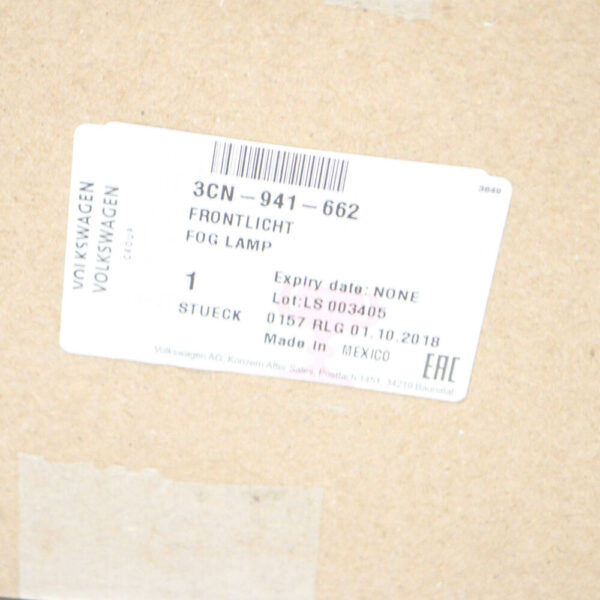 VOLKSWAGEN
VOLKSWAGEN
GROUP
3849
3CN-941-662
FRONTLICHT
FOG LAMP
1
STUECK
Expiry date: NONE
Lot:LS 003405
0157 RLG 01.10.2018
Made in MEXICO
EAC
Volkswagen AG, Konzern After Sales, Postfach 1451, 34219 Baunatal